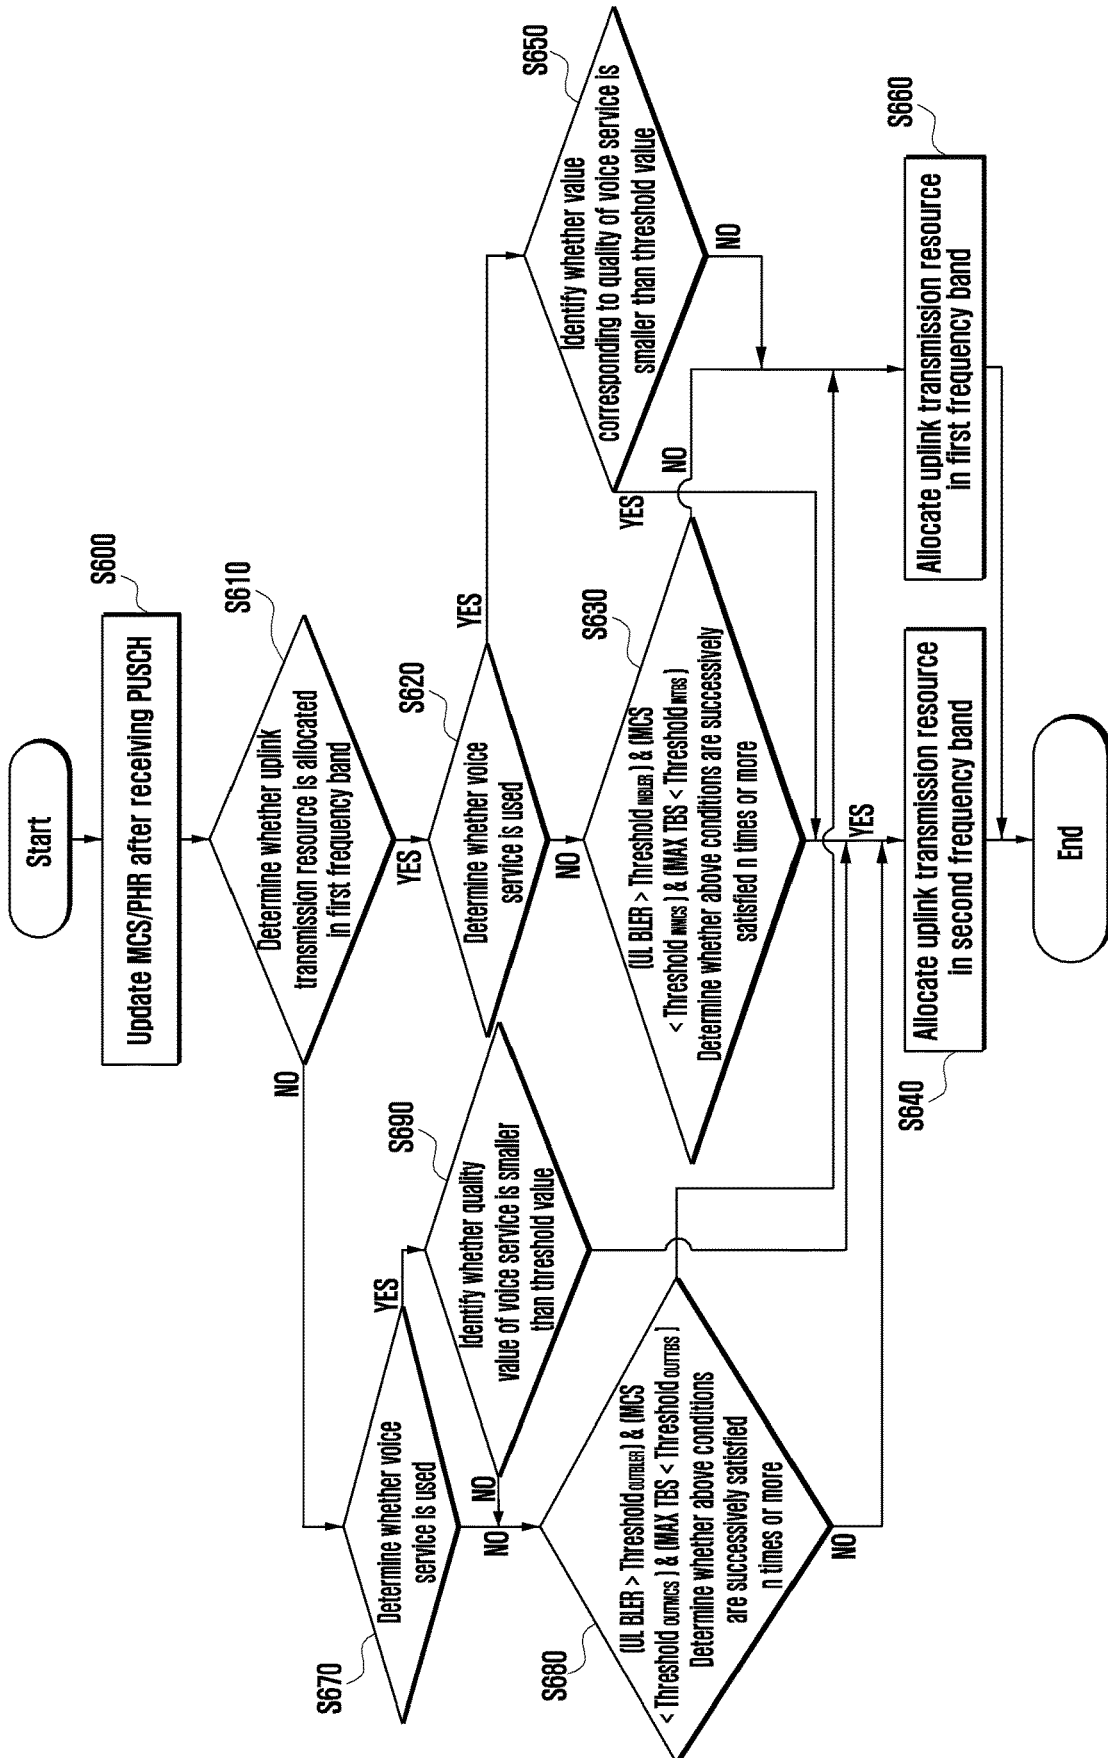 Start
S600
Update MCS/PHR after receiving PUSCH
S610
Determine whether uplink
transmission resource is allocated
in first frequency band
NO
YES
S620
Determine whether voice
service is used
YES
NO
S650
Identify whether value
corresponding to quality of voice service is
smaller than threshold value
YES
NO
S630
(UL BLER > Threshold INBLER) & (MCS
< Threshold INMCS) & (MAX TBS < Threshold INTBS)
Determine whether above conditions are successively
satisfied n times or more
NO
YES
S670
Determine whether voice
service is used
YES
NO
S690
Identify whether quality
value of voice service is smaller
than threshold value
NO
S680
(UL BLER > Threshold OUTBLER) & (MCS
< Threshold OUTMCS) & (MAX TBS < Threshold OUTTBS)
Determine whether above conditions
are successively satisfied
n times or more
NO
S640
Allocate uplink transmission resource
in second frequency band
S660
Allocate uplink transmission resource
in first frequency band
End